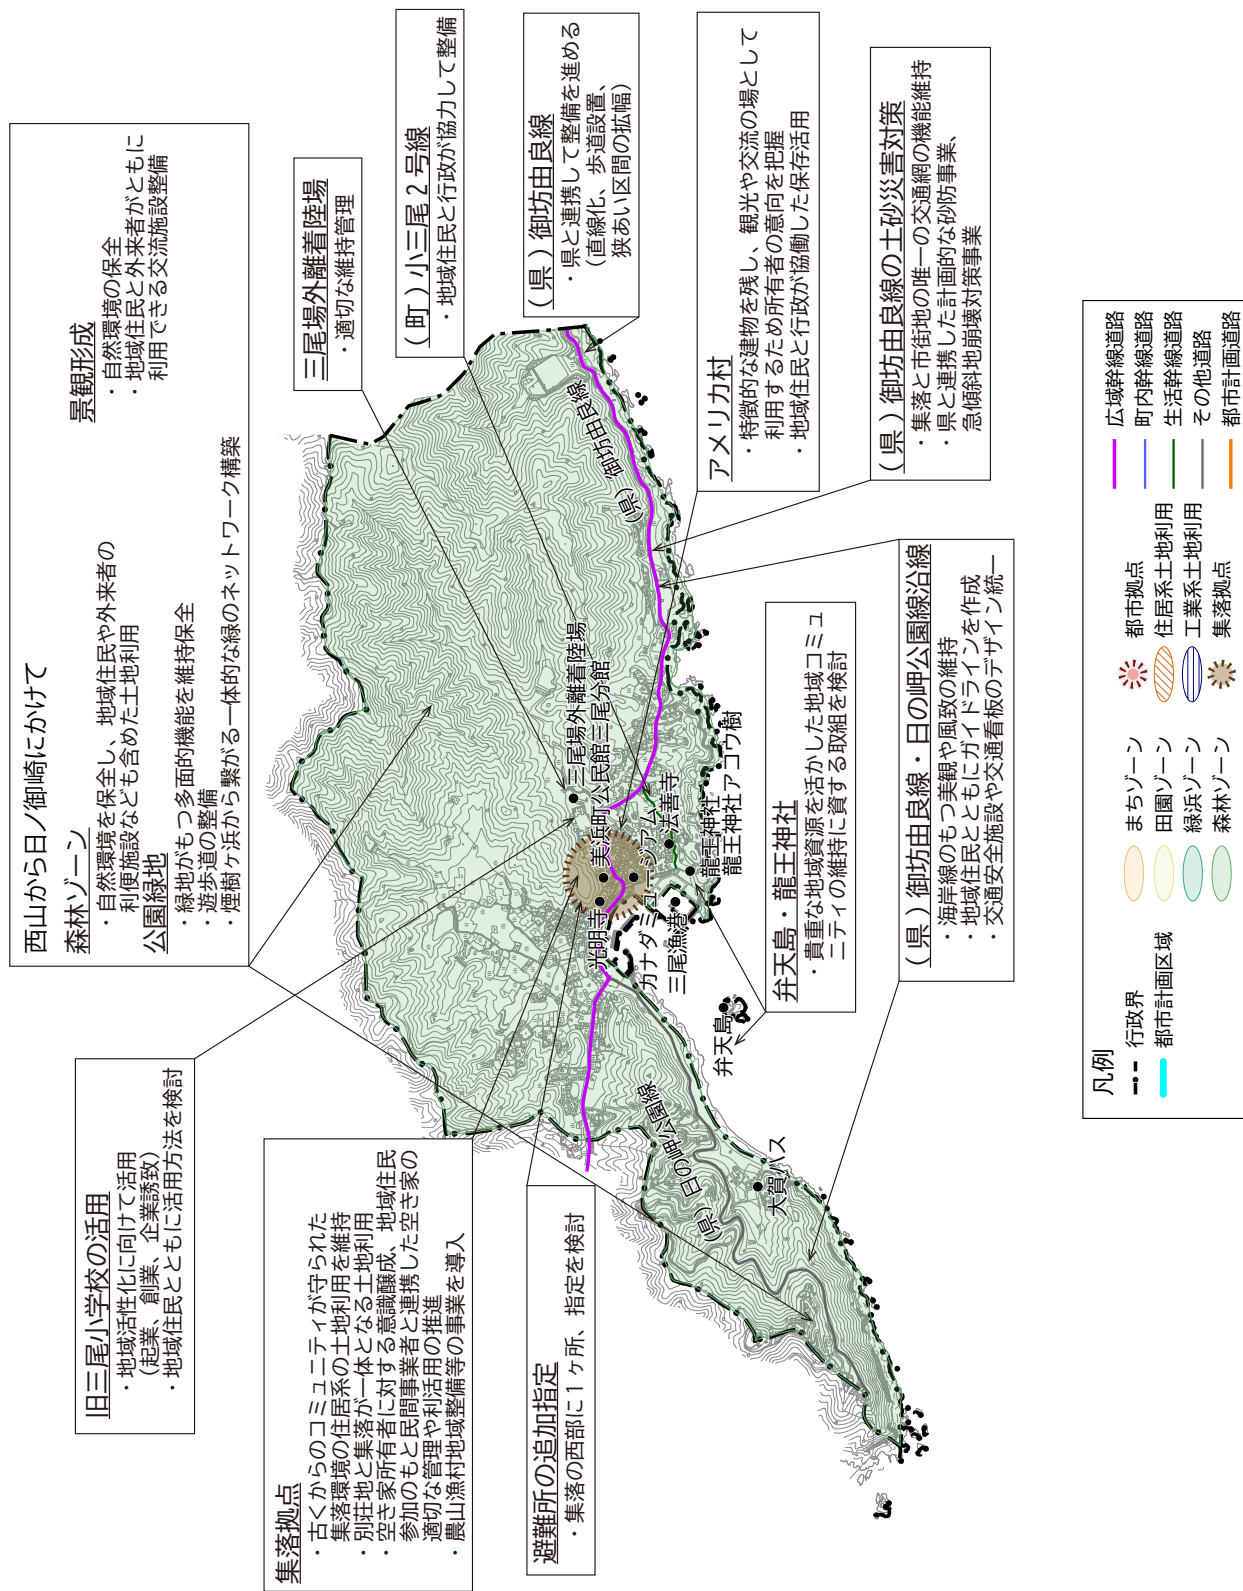 西山から日ノ御崎にかけて
森林ゾーン
・自然環境を保全し、地域住民や外来者の
利便施設なども含めた土地利用
公園緑地
・緑地がもつ多面的機能を維持保全
・遊歩道の整備
・煙樹ヶ浜から繋がる一体的な緑のネットワーク構築
景観形成
・自然環境の保全
・地域住民と外来者がともに
利用できる交流施設整備
三尾場外離着陸場
・適切な維持管理
(町)小三尾2号線
・地域住民と行政が協力して整備
(県)御坊由良線
・県と連携して整備を進める
(直線化、歩道設置、
狭あい区間の拡幅)
アメリカ村
・特徴的な建物を残し、観光や交流の場として
利用するため所有者の意向を把握
・地域住民と行政が協働した保存活用
(県)御坊由良線の土砂災害対策
・集落と市街地の唯一の交通網の機能維持
・県と連携した計画的な砂防事業、
急傾斜地崩壊対策事業
旧三尾小学校の活用
・地域活性化に向けて活用
(起業、創業、企業誘致)
・地域住民とともに活用方法を検討
集落拠点
・古くからのコミュニティが守られた
集落環境の住居系の土地利用を維持
・別荘地と集落が一体となる土地利用
・空き家所有者に対する意識醸成、地域住民
参加のもと民間事業者と連携した空き家の
適切な管理や利活用の推進
・農山漁村地域整備等の事業を導入
避難所の追加指定
・集落の西部に1ヶ所、指定を検討
弁天島・龍王神社
・貴重な地域資源を活かした地域コミュ
ニティの維持に資する取組を検討
(県)御坊由良線・日の岬公園線沿線
・海岸線のもつ美観や風致の維持
・地域住民とともにガイドラインを作成
・交通安全施設や交通看板のデザイン統一
(県)御坊由良線
三尾場外離着陸場
美浜町公民館三尾分館
光明寺
カナダミュージアム
法善寺
三尾漁港
龍王神社
龍王神社アコウ樹
弁天島
(県)日の岬公園線
大賀ハス
凡例
行政界
都市計画区域
まちゾーン
田園ゾーン
緑浜ゾーン
森林ゾーン
都市拠点
住居系土地利用
工業系土地利用
集落拠点
広域幹線道路
町内幹線道路
生活幹線道路
その他道路
都市計画道路